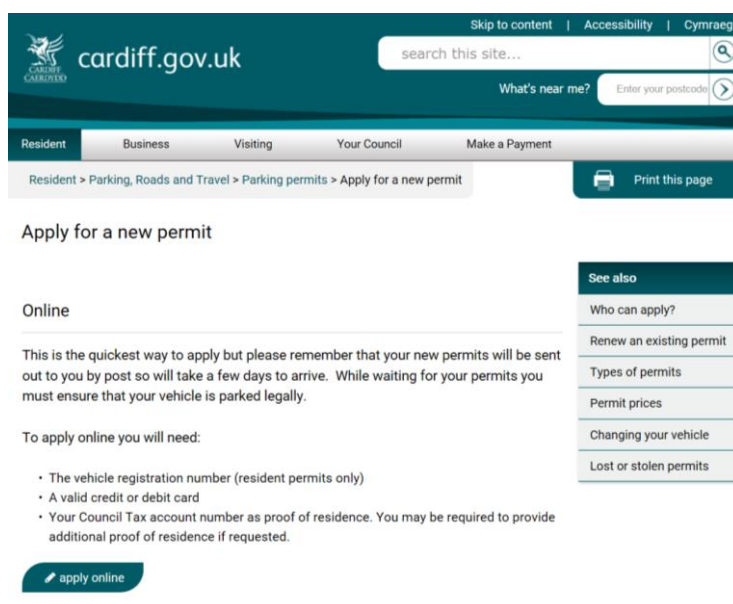 Skip to content | Accessibility | Cymraeg
CARDIFF
CAERDYDD
cardiff.gov.uk
search this site...
What's near me?
Enter your postcode
Resident Business Visiting Your Council Make a Payment
Resident > Parking, Roads and Travel > Parking permits > Apply for a new permit
Print this page
Apply for a new permit
Online
This is the quickest way to apply but please remember that your new permits will be sent
out to you by post so will take a few days to arrive. While waiting for your permits you
must ensure that your vehicle is parked legally.
To apply online you will need:
• The vehicle registration number (resident permits only)
• A valid credit or debit card
• Your Council Tax account number as proof of residence. You may be required to provide
additional proof of residence if requested.
apply online
See also
Who can apply?
Renew an existing permit
Types of permits
Permit prices
Changing your vehicle
Lost or stolen permits